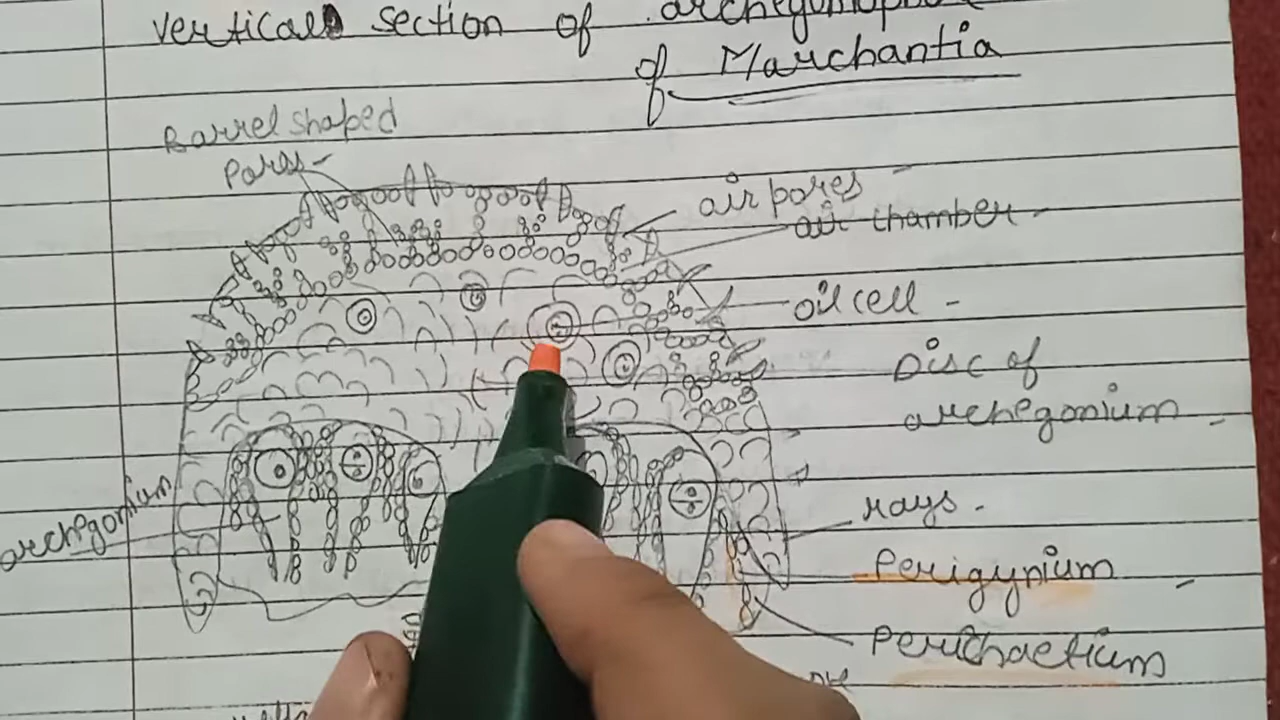 vertical section of
of Marchantia
Barrel shaped
Pores
air pores
air chamber
oil cell
Disc of
archegonium
archegonium
rays
Perigynium
Perichaetium